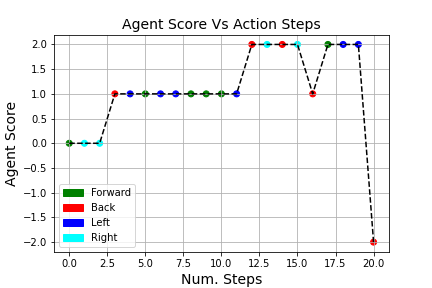 Agent Score Vs Action Steps
Agent Score
2.0
1.5
1.0
0.5
0.0
−0.5
−1.0
−1.5
−2.0
Forward
Back
Left
Right
0.0 2.5 5.0 7.5 10.0 12.5 15.0 17.5 20.0
Num. Steps